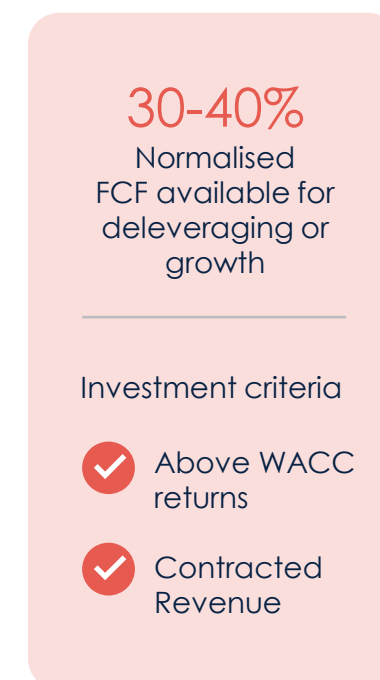 30-40%
Normalised
FCF available for
deleveraging or
growth
Investment criteria
Above WACC
returns
Contracted
Revenue